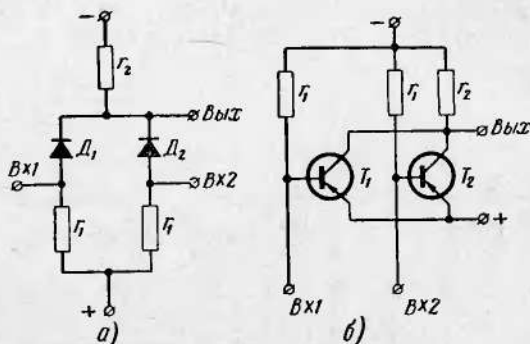 −
r₂
Вых
Д₁
Д₂
Вх1
Вх2
r₁
r₁
+
а)
−
r₁
r₁
r₂
Вых
T₁
T₂
+
Вх1
Вх2
б)